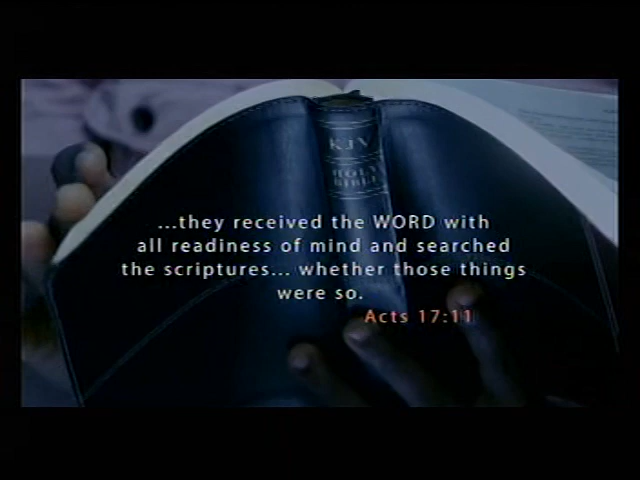 KJV
HOLY
BIBLE
...they received the WORD with
all readiness of mind and searched
the scriptures... whether those things
were so.
Acts 17:11